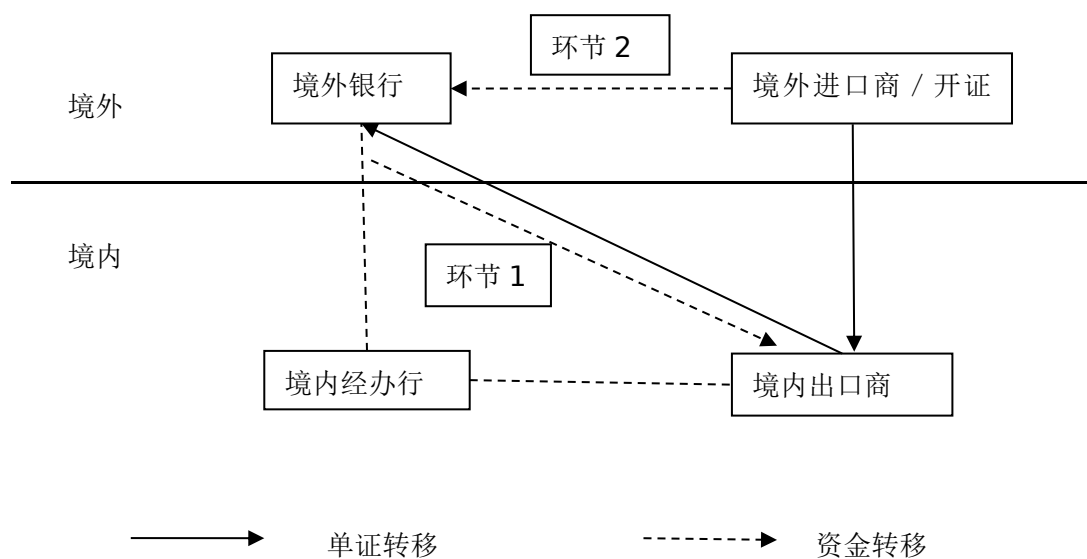 环节 2
境外银行
境外进口商 / 开证
境外
境内
环节 1
境内经办行
境内出口商
单证转移
资金转移